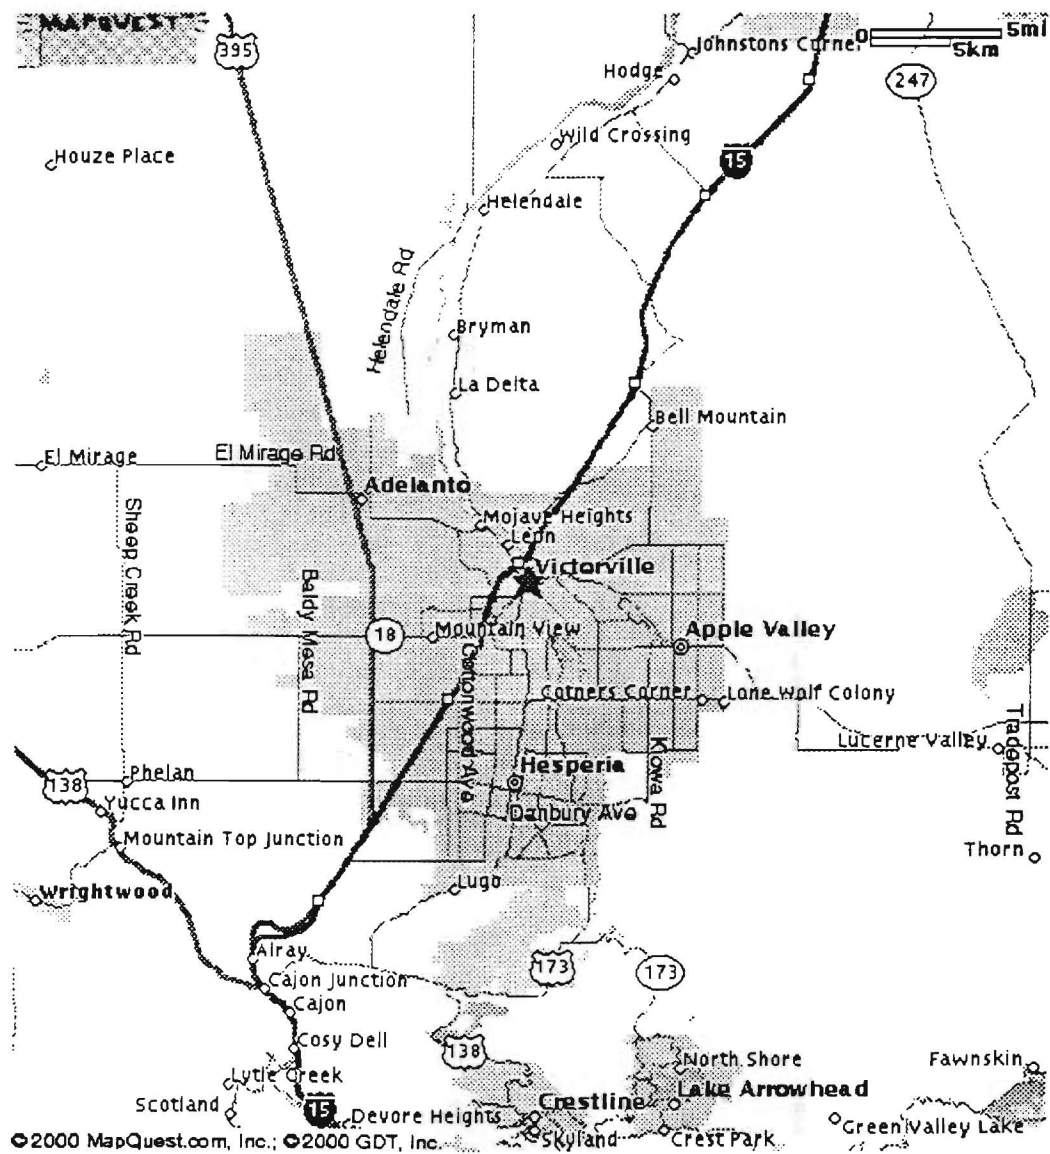 MAPQUEST
395
Johnstons Corner
0 5mi
5km
Hodge
247
Wild Crossing
15
Houze Place
Helendale
Helendale Rd
Bryman
La Delta
Bell Mountain
El Mirage
El Mirage Rd
Adelanto
Sheep Creek Rd
Mojave Heights
Leon
Victorville
Baldy Mesa Rd
18
Mountain View
Apple Valley
Cottonwood Ave
Cotners Corner
Lone Wolf Colony
Kiowa Rd
Lucerne Valley
Tradepost Rd
Phelan
Hesperia
138
Yucca Inn
Danbury Ave
Mountain Top Junction
Thorn
Wrightwood
Lugo
Alray
173
173
Cajon Junction
Cajon
Cosy Dell
138
North Shore
Fawnskin
Lytle Creek
Lake Arrowhead
Scotland
15
Devore Heights
Crestline
Green Valley Lake
Skyland
Crest Park
©2000 MapQuest.com, Inc.; ©2000 GDT, Inc.